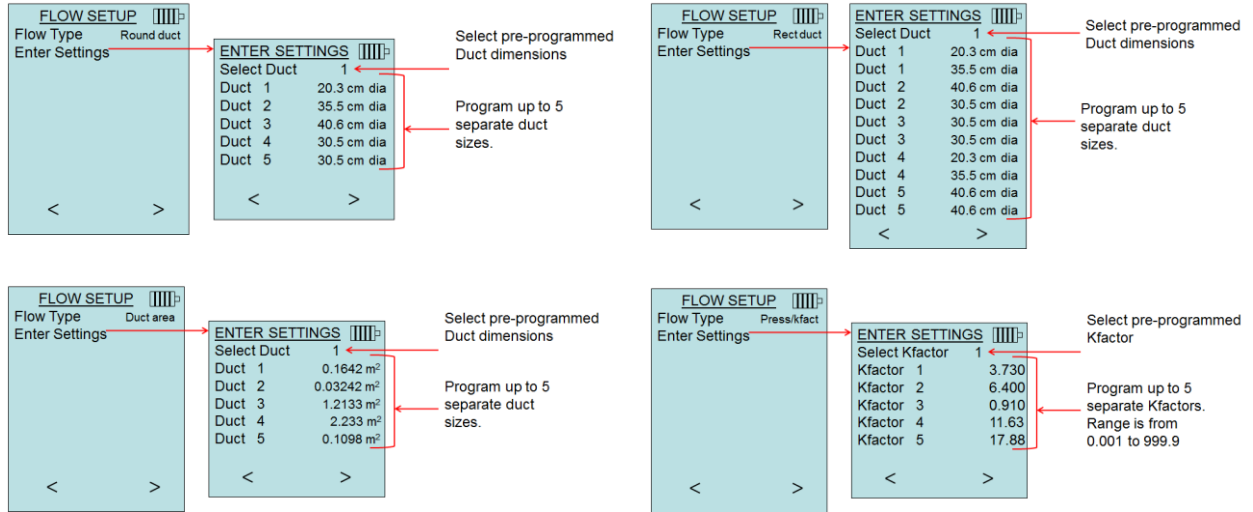 FLOW SETUP
Flow Type Round duct
Enter Settings
ENTER SETTINGS
Select Duct 1
Duct 1 20.3 cm dia
Duct 2 35.5 cm dia
Duct 3 40.6 cm dia
Duct 4 30.5 cm dia
Duct 5 30.5 cm dia
< >
< >
Select pre-programmed
Duct dimensions
Program up to 5
separate duct
sizes.
FLOW SETUP
Flow Type Rect duct
Enter Settings
ENTER SETTINGS
Select Duct 1
Duct 1 20.3 cm dia
Duct 1 35.5 cm dia
Duct 2 40.6 cm dia
Duct 2 30.5 cm dia
Duct 3 30.5 cm dia
Duct 3 30.5 cm dia
Duct 4 20.3 cm dia
Duct 4 35.5 cm dia
Duct 5 40.6 cm dia
Duct 5 40.6 cm dia
< >
< >
Select pre-programmed
Duct dimensions
Program up to 5
separate duct
sizes.
FLOW SETUP
Flow Type Duct area
Enter Settings
ENTER SETTINGS
Select Duct 1
Duct 1 0.1642 m²
Duct 2 0.03242 m²
Duct 3 1.2133 m²
Duct 4 2.233 m²
Duct 5 0.1098 m²
< >
< >
Select pre-programmed
Duct dimensions
Program up to 5
separate duct
sizes.
FLOW SETUP
Flow Type Press/kfact
Enter Settings
ENTER SETTINGS
Select Kfactor 1
Kfactor 1 3.730
Kfactor 2 6.400
Kfactor 3 0.910
Kfactor 4 11.63
Kfactor 5 17.88
< >
< >
Select pre-programmed
Kfactor
Program up to 5
separate Kfactors.
Range is from
0.001 to 999.9